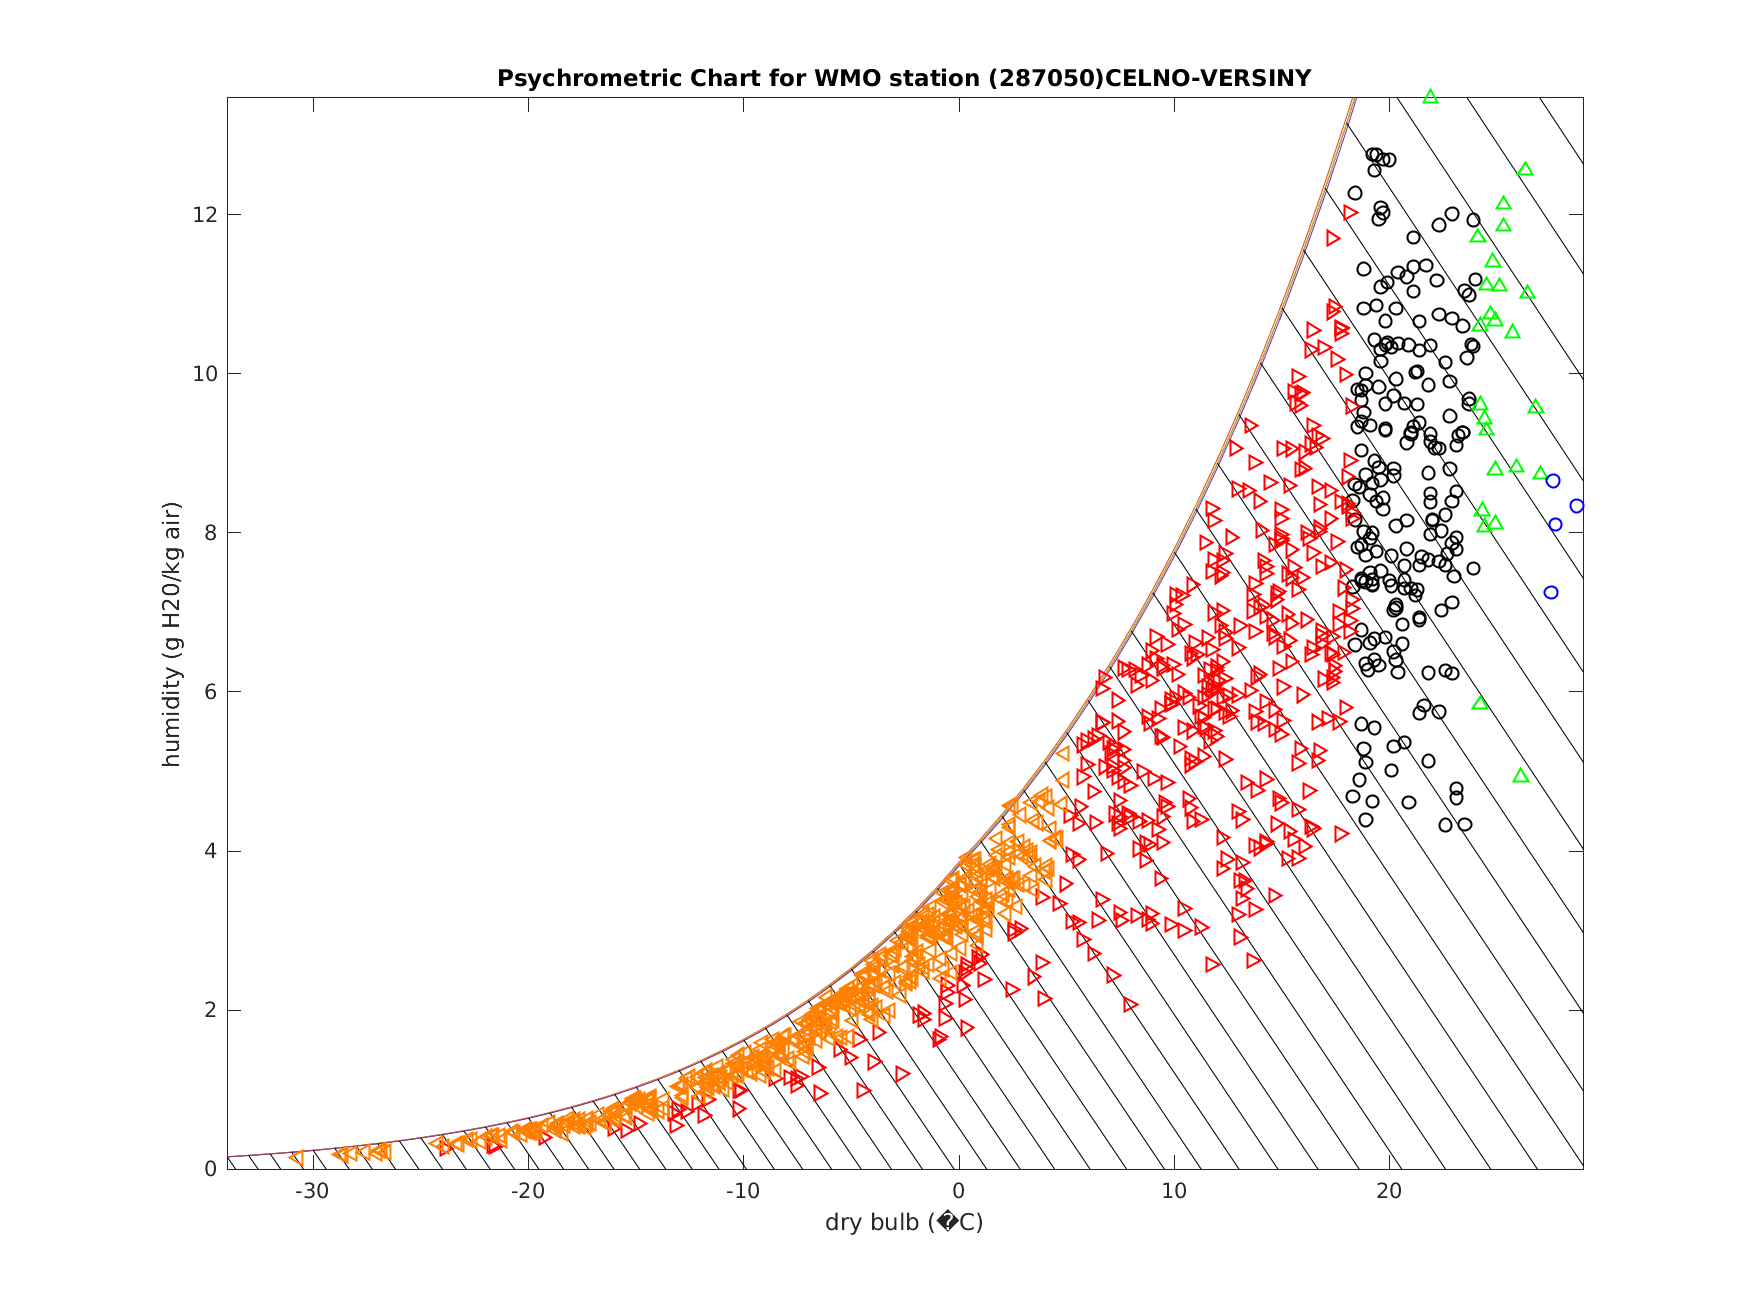 Psychrometric Chart for WMO station (287050)CELNO-VERSINY
12
10
8
6
4
2
0
humidity (g H20/kg air)
-30 -20 -10 0 10 20
dry bulb (�C)